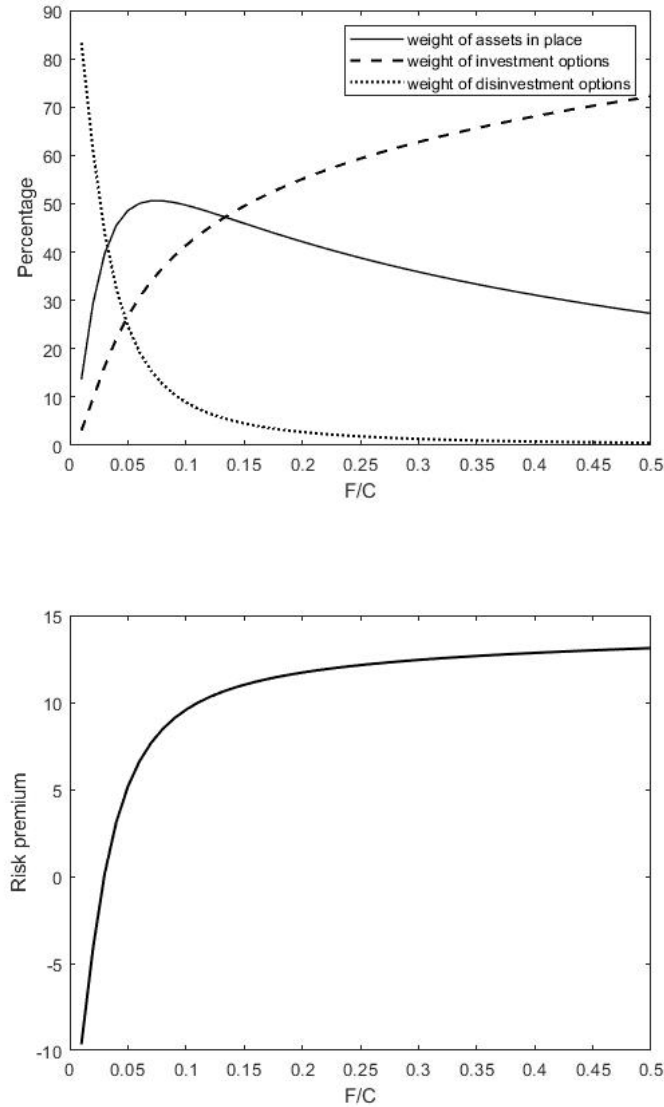 90
80
70
60
50
40
30
20
10
0
Percentage
weight of assets in place
weight of investment options
weight of disinvestment options
0 0.05 0.1 0.15 0.2 0.25 0.3 0.35 0.4 0.45 0.5
F/C
15
10
5
0
-5
-10
Risk premium
0 0.05 0.1 0.15 0.2 0.25 0.3 0.35 0.4 0.45 0.5
F/C